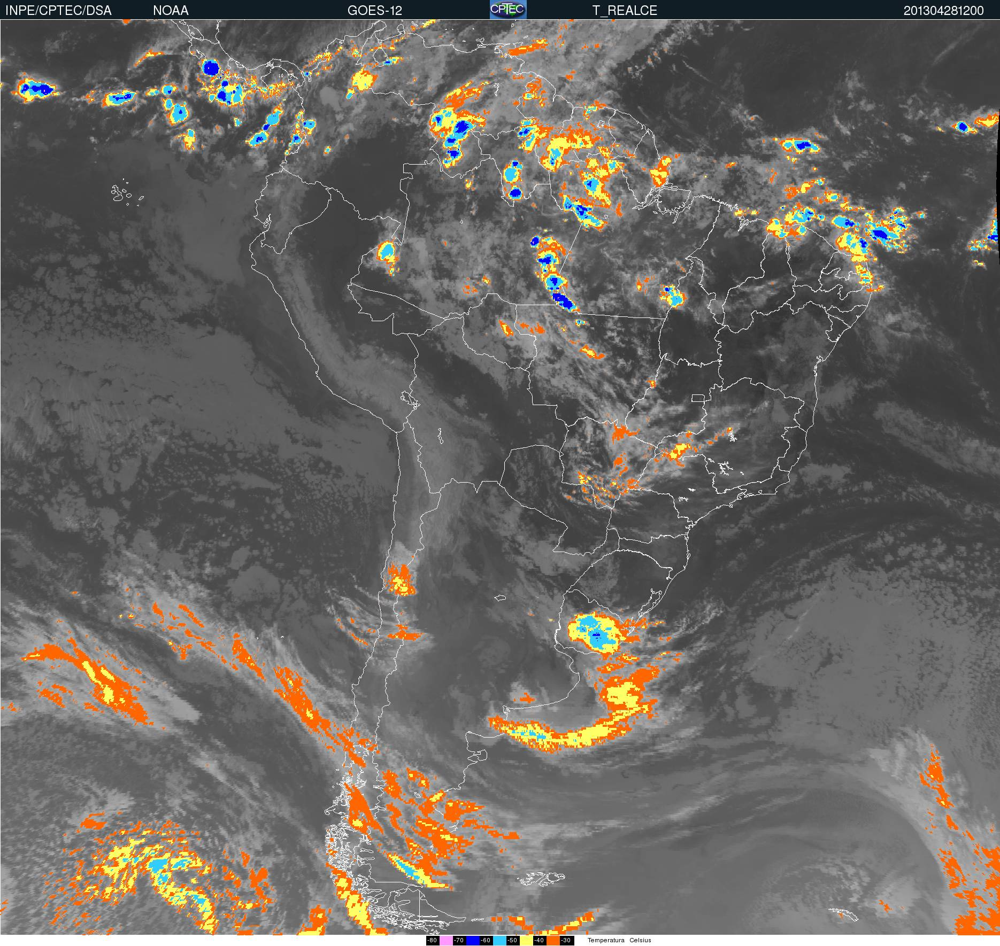 INPE/CPTEC/DSA NOAA GOES-12 CPTEC T_REALCE 201304281200
-80 -70 -60 -50 -40 -30 Temperatura Celsius